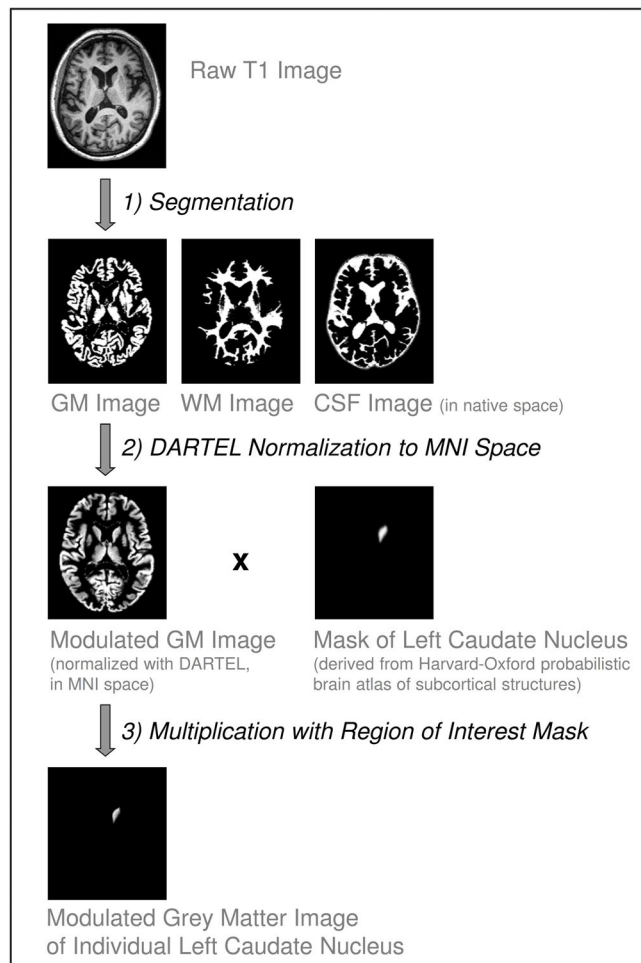 Raw T1 Image
1) Segmentation
GM Image WM Image CSF Image (in native space)
2) DARTEL Normalization to MNI Space
x
Modulated GM Image
(normalized with DARTEL,
in MNI space)
Mask of Left Caudate Nucleus
(derived from Harvard-Oxford probabilistic
brain atlas of subcortical structures)
3) Multiplication with Region of Interest Mask
Modulated Grey Matter Image
of Individual Left Caudate Nucleus